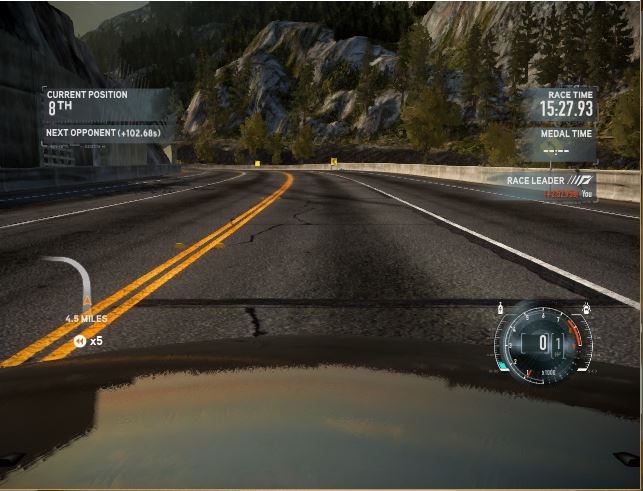 CURRENT POSITION
8TH
NEXT OPPONENT (+102.68s)
RACE TIME
15:27.93
MEDAL TIME
--:--.--
RACE LEADER
You
4.5 MILES
x5
0
1
x1000